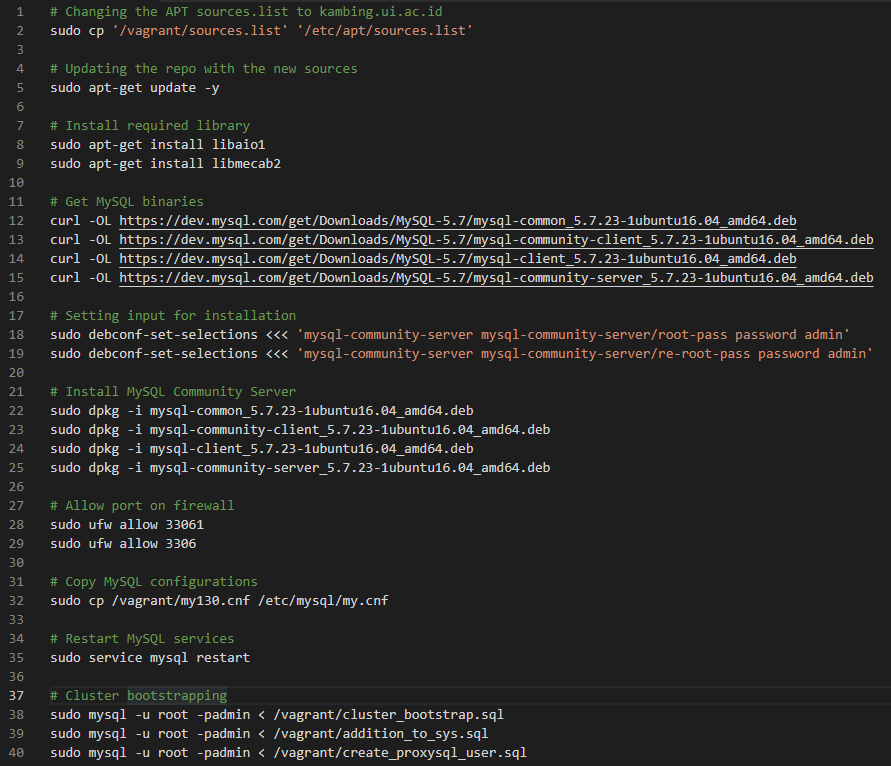 1 # Changing the APT sources.list to kambing.ui.ac.id
2 sudo cp '/vagrant/sources.list' '/etc/apt/sources.list'
3
4 # Updating the repo with the new sources
5 sudo apt-get update -y
6
7 # Install required library
8 sudo apt-get install libaio1
9 sudo apt-get install libmecab2
10
11 # Get MySQL binaries
12 curl -OL https://dev.mysql.com/get/Downloads/MySQL-5.7/mysql-common_5.7.23-1ubuntu16.04_amd64.deb
13 curl -OL https://dev.mysql.com/get/Downloads/MySQL-5.7/mysql-community-client_5.7.23-1ubuntu16.04_amd64.deb
14 curl -OL https://dev.mysql.com/get/Downloads/MySQL-5.7/mysql-client_5.7.23-1ubuntu16.04_amd64.deb
15 curl -OL https://dev.mysql.com/get/Downloads/MySQL-5.7/mysql-community-server_5.7.23-1ubuntu16.04_amd64.deb
16
17 # Setting input for installation
18 sudo debconf-set-selections <<< 'mysql-community-server mysql-community-server/root-pass password admin'
19 sudo debconf-set-selections <<< 'mysql-community-server mysql-community-server/re-root-pass password admin'
20
21 # Install MySQL Community Server
22 sudo dpkg -i mysql-common_5.7.23-1ubuntu16.04_amd64.deb
23 sudo dpkg -i mysql-community-client_5.7.23-1ubuntu16.04_amd64.deb
24 sudo dpkg -i mysql-client_5.7.23-1ubuntu16.04_amd64.deb
25 sudo dpkg -i mysql-community-server_5.7.23-1ubuntu16.04_amd64.deb
26
27 # Allow port on firewall
28 sudo ufw allow 33061
29 sudo ufw allow 3306
30
31 # Copy MySQL configurations
32 sudo cp /vagrant/my130.cnf /etc/mysql/my.cnf
33
34 # Restart MySQL services
35 sudo service mysql restart
36
37 # Cluster bootstrapping
38 sudo mysql -u root -padmin < /vagrant/cluster_bootstrap.sql
39 sudo mysql -u root -padmin < /vagrant/addition_to_sys.sql
40 sudo mysql -u root -padmin < /vagrant/create_proxysql_user.sql